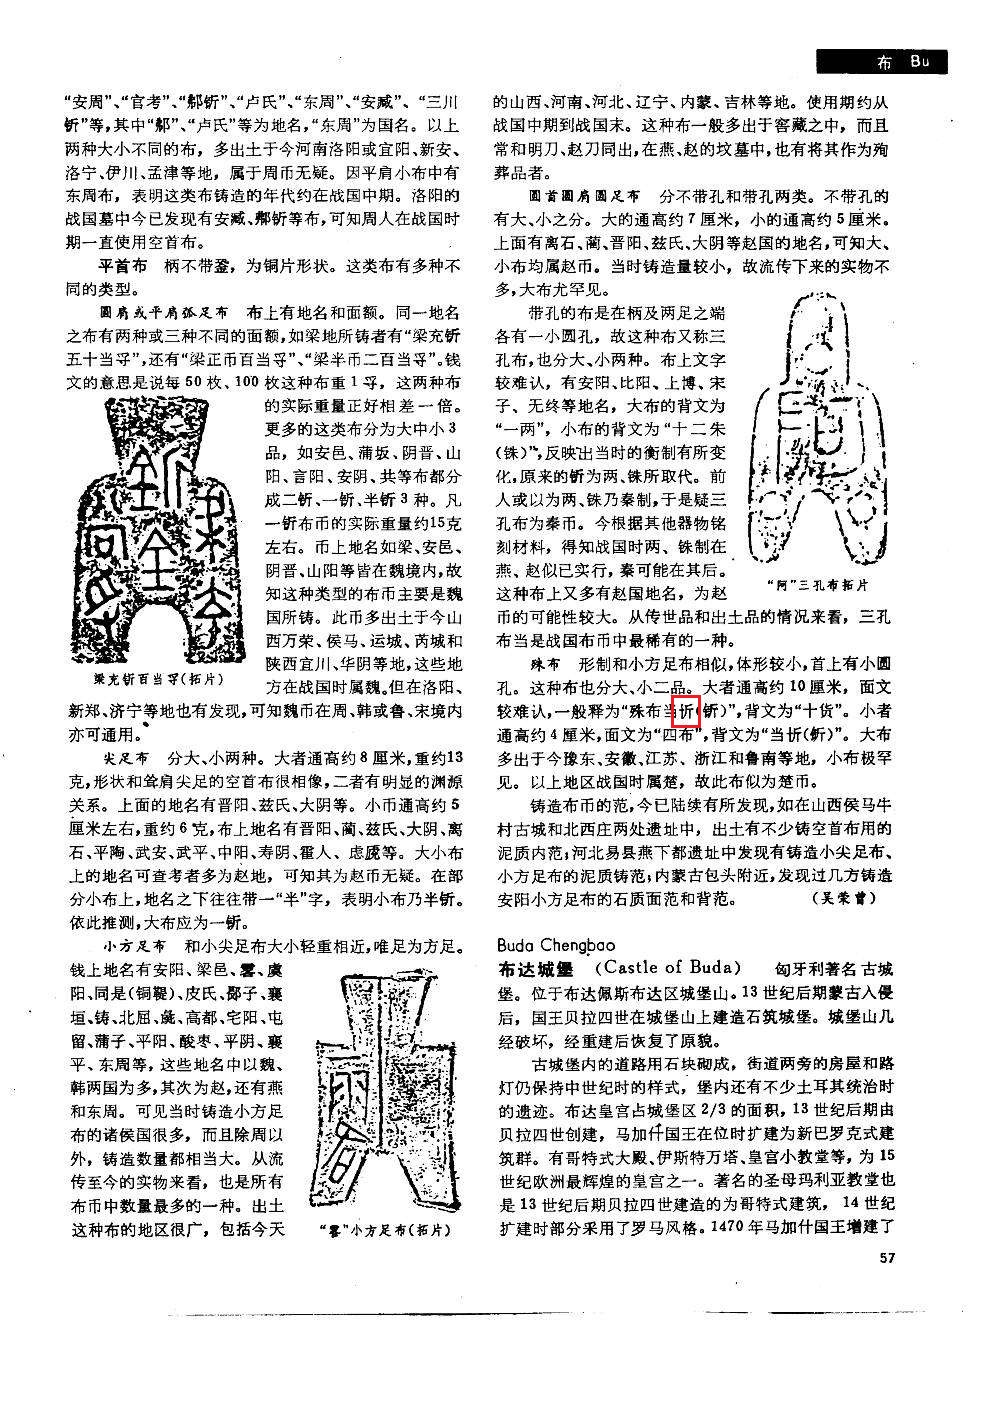 布 Bu
“安周”、“官考”、“郙釿”、“卢氏”、“东周”、“安臧”、“三川
釿”等,其中“郙”、“卢氏”等为地名,“东周”为国名。以上
两种大小不同的布，多出土于今河南洛阳或宜阳、新安、
洛宁、伊川、孟津等地，属于周币无疑。因平肩小布中有
东周布，表明这类布铸造的年代约在战国中期。洛阳的
战国墓中今已发现有安臧、郙釿等布,可知周人在战国时
期一直使用空首布。
平首布 柄不带銎，为铜片形状。这类布有多种不
同的类型。
圆肩或平肩弧足布 布上有地名和面额。同一地名
之布有两种或三种不同的面额,如梁地所铸者有“梁充釿
五十当寽”,还有“梁正币百当寽”、“梁半币二百当寽”。钱
文的意思是说每 50 枚、100 枚这种布重 1 寽，这两种布
的实际重量正好相差一倍。
更多的这类布分为大中小 3
品，如安邑、蒲坂、阴晋、山
阳、言阳、安阴、共等布都分
成二釿、一釿、半釿 3 种。凡
一釿布币的实际重量约15克
左右。币上地名如梁、安邑、
阴晋、山阳等皆在魏境内,故
知这种类型的布币主要是魏
国所铸。此币多出土于今山
西万荣、侯马、运城、芮城和
陕西宜川、华阴等地,这些地
方在战国时属魏。但在洛阳、
梁充釿百当寽(拓片)
新郑、济宁等地也有发现,可知魏币在周、韩或鲁、宋境内
亦可通用。
尖足布 分大、小两种。大者通高约 8 厘米,重约13
克,形状和耸肩尖足的空首布很相像,二者有明显的渊源
关系。上面的地名有晋阳、兹氏、大阴等。小币通高约 5
厘米左右,重约 6 克,布上地名有晋阳、蔺、兹氏、大阴、离
石、平陶、武安、武平、中阳、寿阴、霍人、虑虒等。大小布
上的地名可查考者多为赵地，可知其为赵币无疑。在部
分小布上,地名之下往往带一“半”字，表明小布乃半釿。
依此推测,大布应为一釿。
小方足布 和小尖足布大小轻重相近,唯足为方足。
钱上地名有安阳、梁邑、雱、虞
阳、同是(铜鞮)、皮氏、鄬子、襄
垣、铸、北屈、彘、高都、宅阳、屯
留、蒲子、平阳、酸枣、平阴、襄
平、东周等，这些地名中以魏、
韩两国为多,其次为赵,还有燕
和东周。可见当时铸造小方足
布的诸侯国很多，而且除周以
外，铸造数量都相当大。从流
传至今的实物来看，也是所有
布币中数量最多的一种。出土
这种布的地区很广，包括今天
“雱”小方足布(拓片)
的山西、河南、河北、辽宁、内蒙、吉林等地。使用期约从
战国中期到战国末。这种布一般多出于窖藏之中，而且
常和明刀、赵刀同出,在燕、赵的坟墓中,也有将其作为殉
葬品者。
圆首圆肩圆足布 分不带孔和带孔两类。不带孔的
有大、小之分。大的通高约 7 厘米，小的通高约 5 厘米。
上面有离石、蔺、晋阳、兹氏、大阴等赵国的地名,可知大、
小布均属赵币。当时铸造量较小，故流传下来的实物不
多,大布尤罕见。
带孔的布是在柄及两足之端
各有一小圆孔，故这种布又称三
孔布,也分大、小两种。布上文字
较难认，有安阳、比阳、上博、宋
子、无终等地名，大布的背文为
“一两”，小布的背文为“十二朱
(铢)”,反映出当时的衡制有所变
化,原来的釿为两、铢所取代。前
人或以为两、铢乃秦制,于是疑三
孔布为秦币。今根据其他器物铭
刻材料，得知战国时两、铢制在
燕、赵似已实行，秦可能在其后。
这种布上又多有赵国地名，为赵
“阿”三孔布拓片
币的可能性较大。从传世品和出土品的情况来看，三孔
布当是战国布币中最稀有的一种。
殊布 形制和小方足布相似,体形较小,首上有小圆
孔。这种布也分大、小二品。大者通高约 10 厘米，面文
较难认,一般释为“殊布当忻(釿)”,背文为“十货”。小者
通高约 4 厘米,面文为“四布”,背文为“当忻(釿)”。大布
多出于今豫东、安徽、江苏、浙江和鲁南等地，小布极罕
见。以上地区战国时属楚，故此布似为楚币。
铸造布币的范,今已陆续有所发现,如在山西侯马牛
村古城和北西庄两处遗址中，出土有不少铸空首布用的
泥质内范;河北易县燕下都遗址中发现有铸造小尖足布、
小方足布的泥质铸范;内蒙古包头附近,发现过几方铸造
安阳小方足布的石质面范和背范。 (吴荣曾)
Buda Chengbao
布达城堡 (Castle of Buda) 匈牙利著名古城
堡。位于布达佩斯布达区城堡山。13 世纪后期蒙古入侵
后，国王贝拉四世在城堡山上建造石筑城堡。城堡山几
经破坏，经重建后恢复了原貌。
古城堡内的道路用石块砌成，街道两旁的房屋和路
灯仍保持中世纪时的样式，堡内还有不少土耳其统治时
的遗迹。布达皇宫占城堡区 2/3 的面积，13 世纪后期由
贝拉四世创建，马加什国王在位时扩建为新巴罗克式建
筑群。有哥特式大殿、伊斯特万塔、皇宫小教堂等，为 15
世纪欧洲最辉煌的皇宫之一。著名的圣母玛利亚教堂也
是 13 世纪后期贝拉四世建造的为哥特式建筑，14 世纪
扩建时部分采用了罗马风格。1470 年马加什国王增建了
57